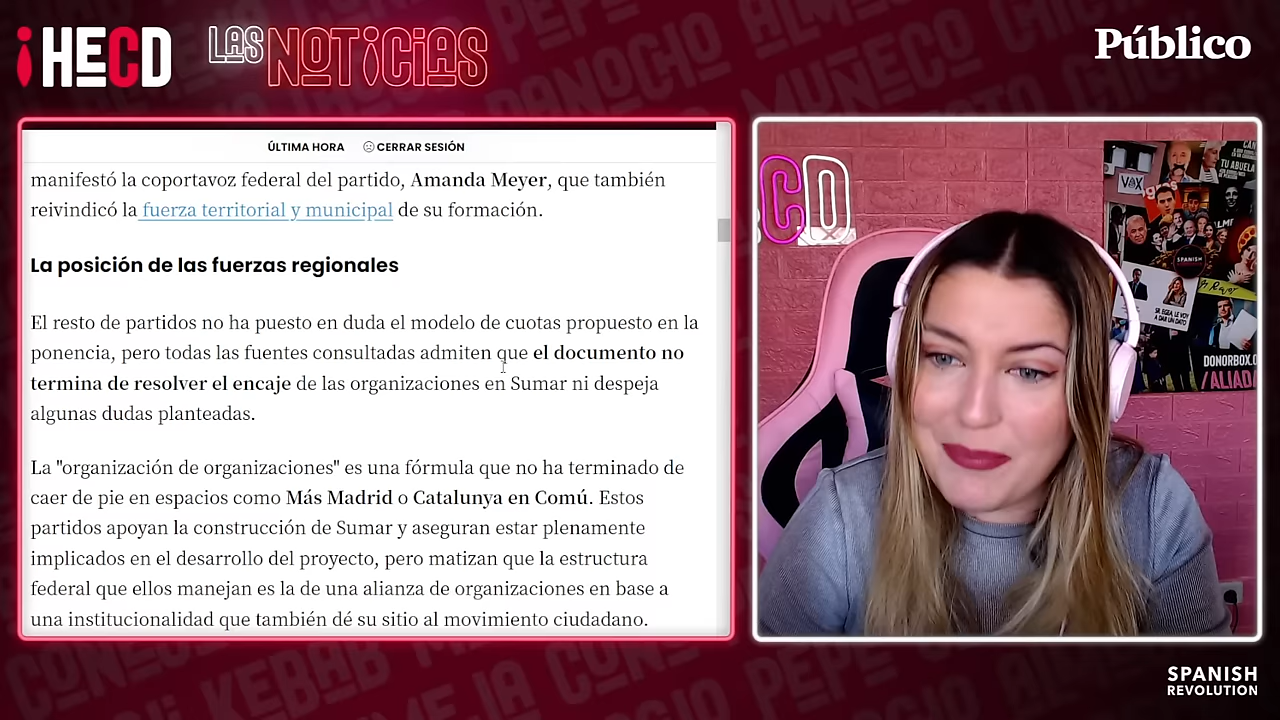 ¡HECD
LAS NOTICIAS
Público
ÚLTIMA HORA
CERRAR SESIÓN
manifestó la coportavoz federal del partido, Amanda Meyer, que también
reivindicó la fuerza territorial y municipal de su formación.
La posición de las fuerzas regionales
El resto de partidos no ha puesto en duda el modelo de cuotas propuesto en la
ponencia, pero todas las fuentes consultadas admiten que el documento no
termina de resolver el encaje de las organizaciones en Sumar ni despeja
algunas dudas planteadas.
La "organización de organizaciones" es una fórmula que no ha terminado de
caer de pie en espacios como Más Madrid o Catalunya en Comú. Estos
partidos apoyan la construcción de Sumar y aseguran estar plenamente
implicados en el desarrollo del proyecto, pero matizan que la estructura
federal que ellos manejan es la de una alianza de organizaciones en base a
una institucionalidad que también dé su sitio al movimiento ciudadano.
CD
VOX
TU ABUELA
SPANISH
DONORBOX.O
/ALIAD
SPANISH
REVOLUTION